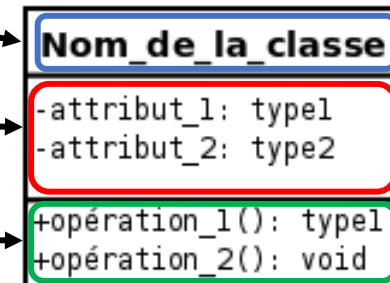 Nom_de_la_classe
-attribut_1: type1
-attribut_2: type2
+opération_1(): type1
+opération_2(): void